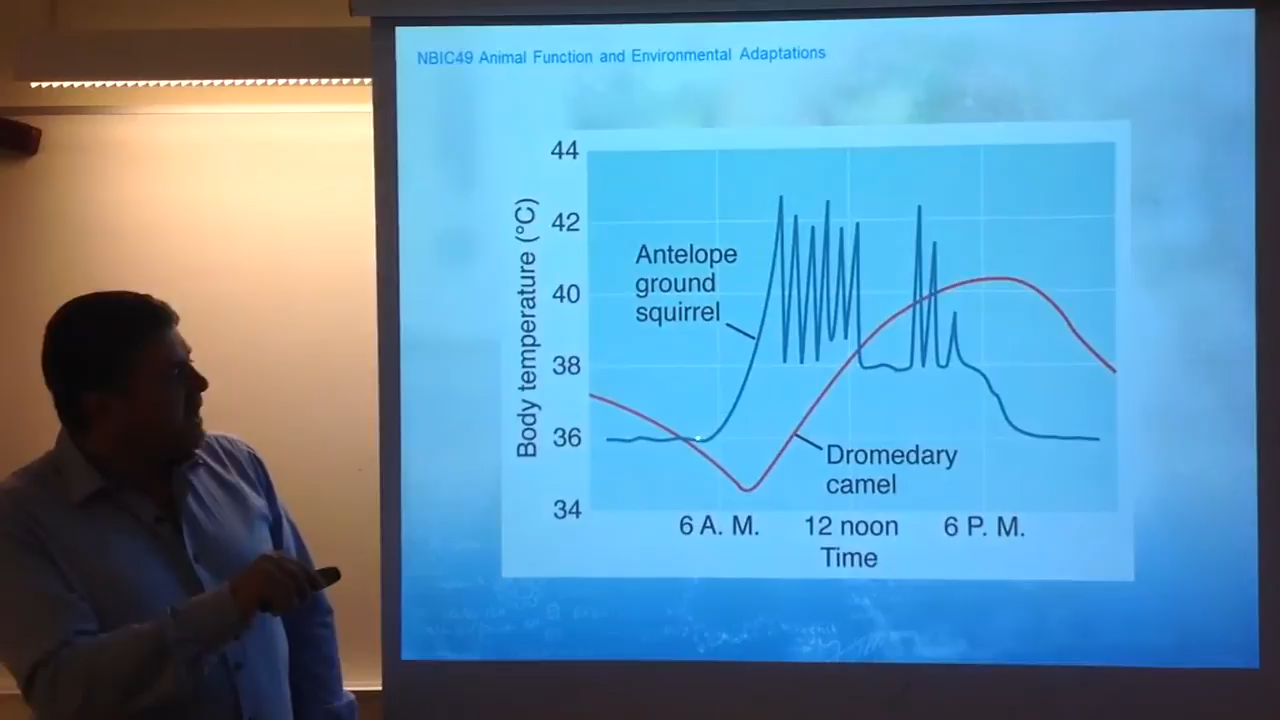 NBIC49 Animal Function and Environmental Adaptations
44
42
40
38
36
34
Body temperature (°C)
Antelope
ground
squirrel
Dromedary
camel
6 A. M. 12 noon 6 P. M.
Time